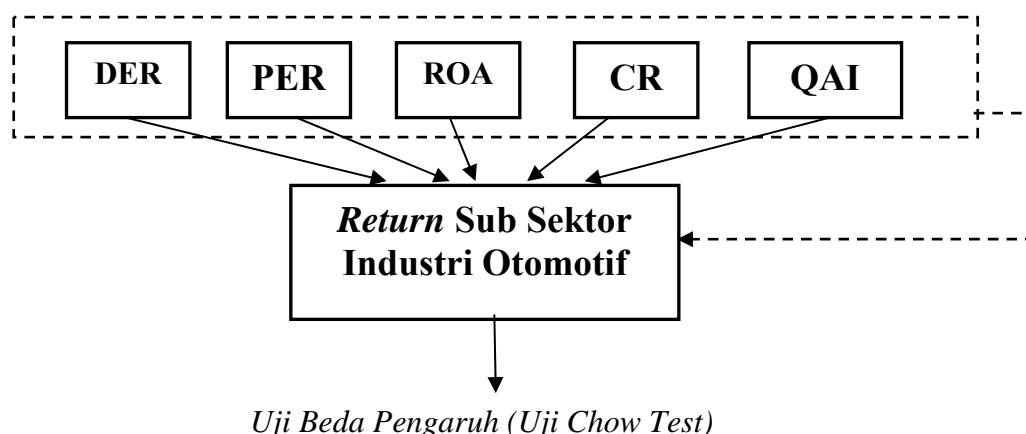 DER PER ROA CR QAI
Return Sub Sektor
Industri Otomotif
Uji Beda Pengaruh (Uji Chow Test)